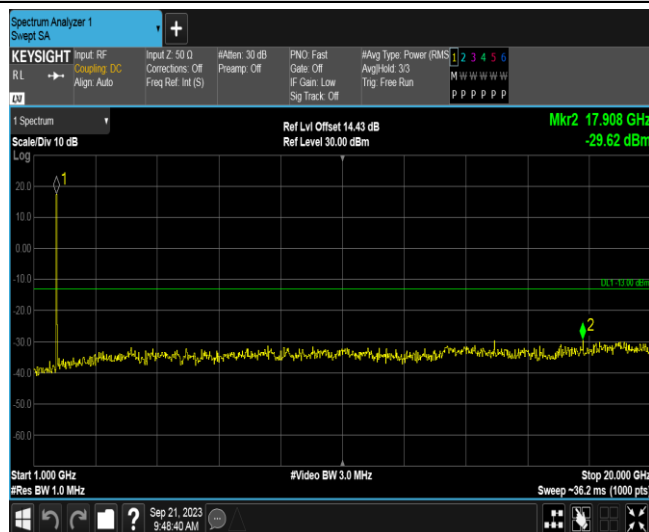 Spectrum Analyzer 1
Swept SA
+
KEYSIGHT
RL
LXI
Input: RF
Coupling: DC
Align: Auto
Input Z: 50 Ω
Corrections: Off
Freq Ref: Int (S)
#Atten: 30 dB
Preamp: Off
PNO: Fast
Gate: Off
IF Gain: Low
Sig Track: Off
#Avg Type: Power (RMS
Avg|Hold: 3/3
Trig: Free Run
1 2 3 4 5 6
M W W W W W
P P P P P P
1 Spectrum
Scale/Div 10 dB
Log
Ref Lvl Offset 14.43 dB
Ref Level 30.00 dBm
Mkr2 17.908 GHz
-29.62 dBm
1
20.0
10.0
0.00
-10.0
DL1 -13.00 dBm
-20.0
2
-30.0
-40.0
-50.0
-60.0
Start 1.000 GHz
#Res BW 1.0 MHz
#Video BW 3.0 MHz
Stop 20.000 GHz
Sweep ~36.2 ms (1000 pts)
?
Sep 21, 2023
9:48:40 AM